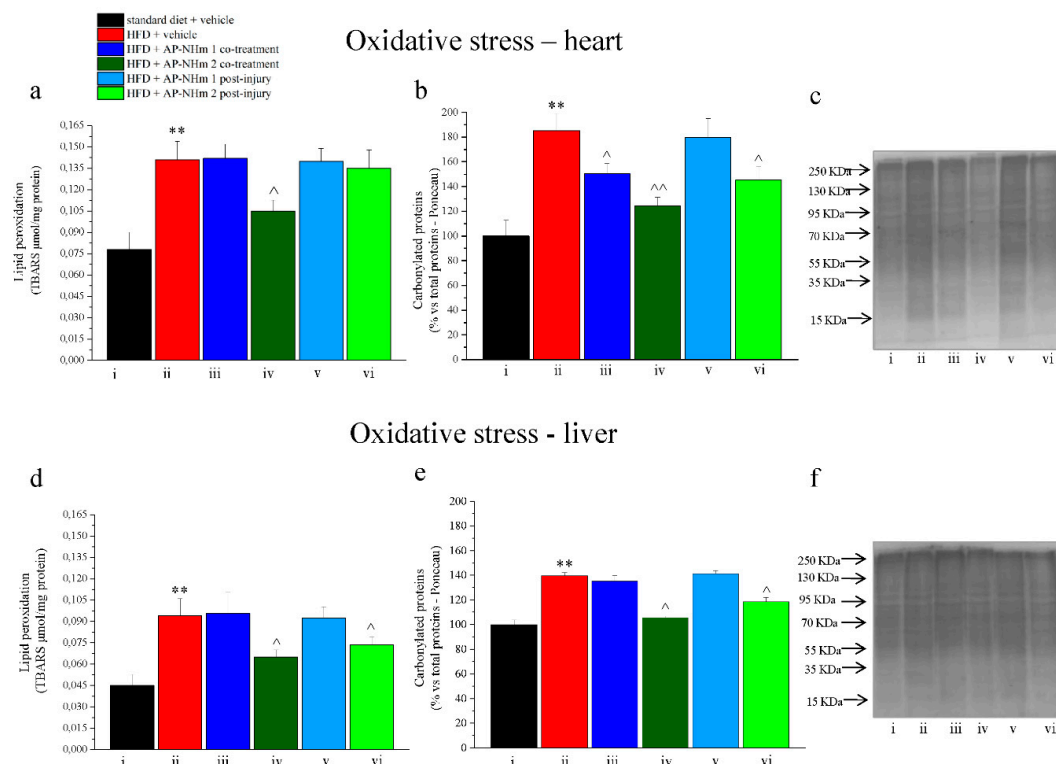 standard diet + vehicle
HFD + vehicle
HFD + AP-NHm 1 co-treatment
HFD + AP-NHm 2 co-treatment
HFD + AP-NHm 1 post-injury
HFD + AP-NHm 2 post-injury
Oxidative stress – heart
a
Lipid peroxidation
(TBARS µmol/mg protein)
0,165
0,150
0,135
0,120
0,105
0,090
0,075
0,060
0,045
0,030
0,015
0,000
**
^
i ii iii iv v vi
b
Carbonylated proteins
(% vs total proteins - Ponceau)
200
180
160
140
120
100
80
60
40
20
0
**
^
^^
^
i ii iii iv v vi
c
250 KDa
130 KDa
95 KDa
70 KDa
55 KDa
35 KDa
15 KDa
i ii iii iv v vi
Oxidative stress - liver
d
Lipid peroxidation
(TBARS µmol/mg protein)
0,165
0,150
0,135
0,120
0,105
0,090
0,075
0,060
0,045
0,030
0,015
0,000
**
^
^
i ii iii iv v vi
e
Carbonylated proteins
(% vs total proteins - Ponceau)
200
180
160
140
120
100
80
60
40
20
0
**
^
^
i ii iii iv v vi
f
250 KDa
130 KDa
95 KDa
70 KDa
55 KDa
35 KDa
15 KDa
i ii iii iv v vi